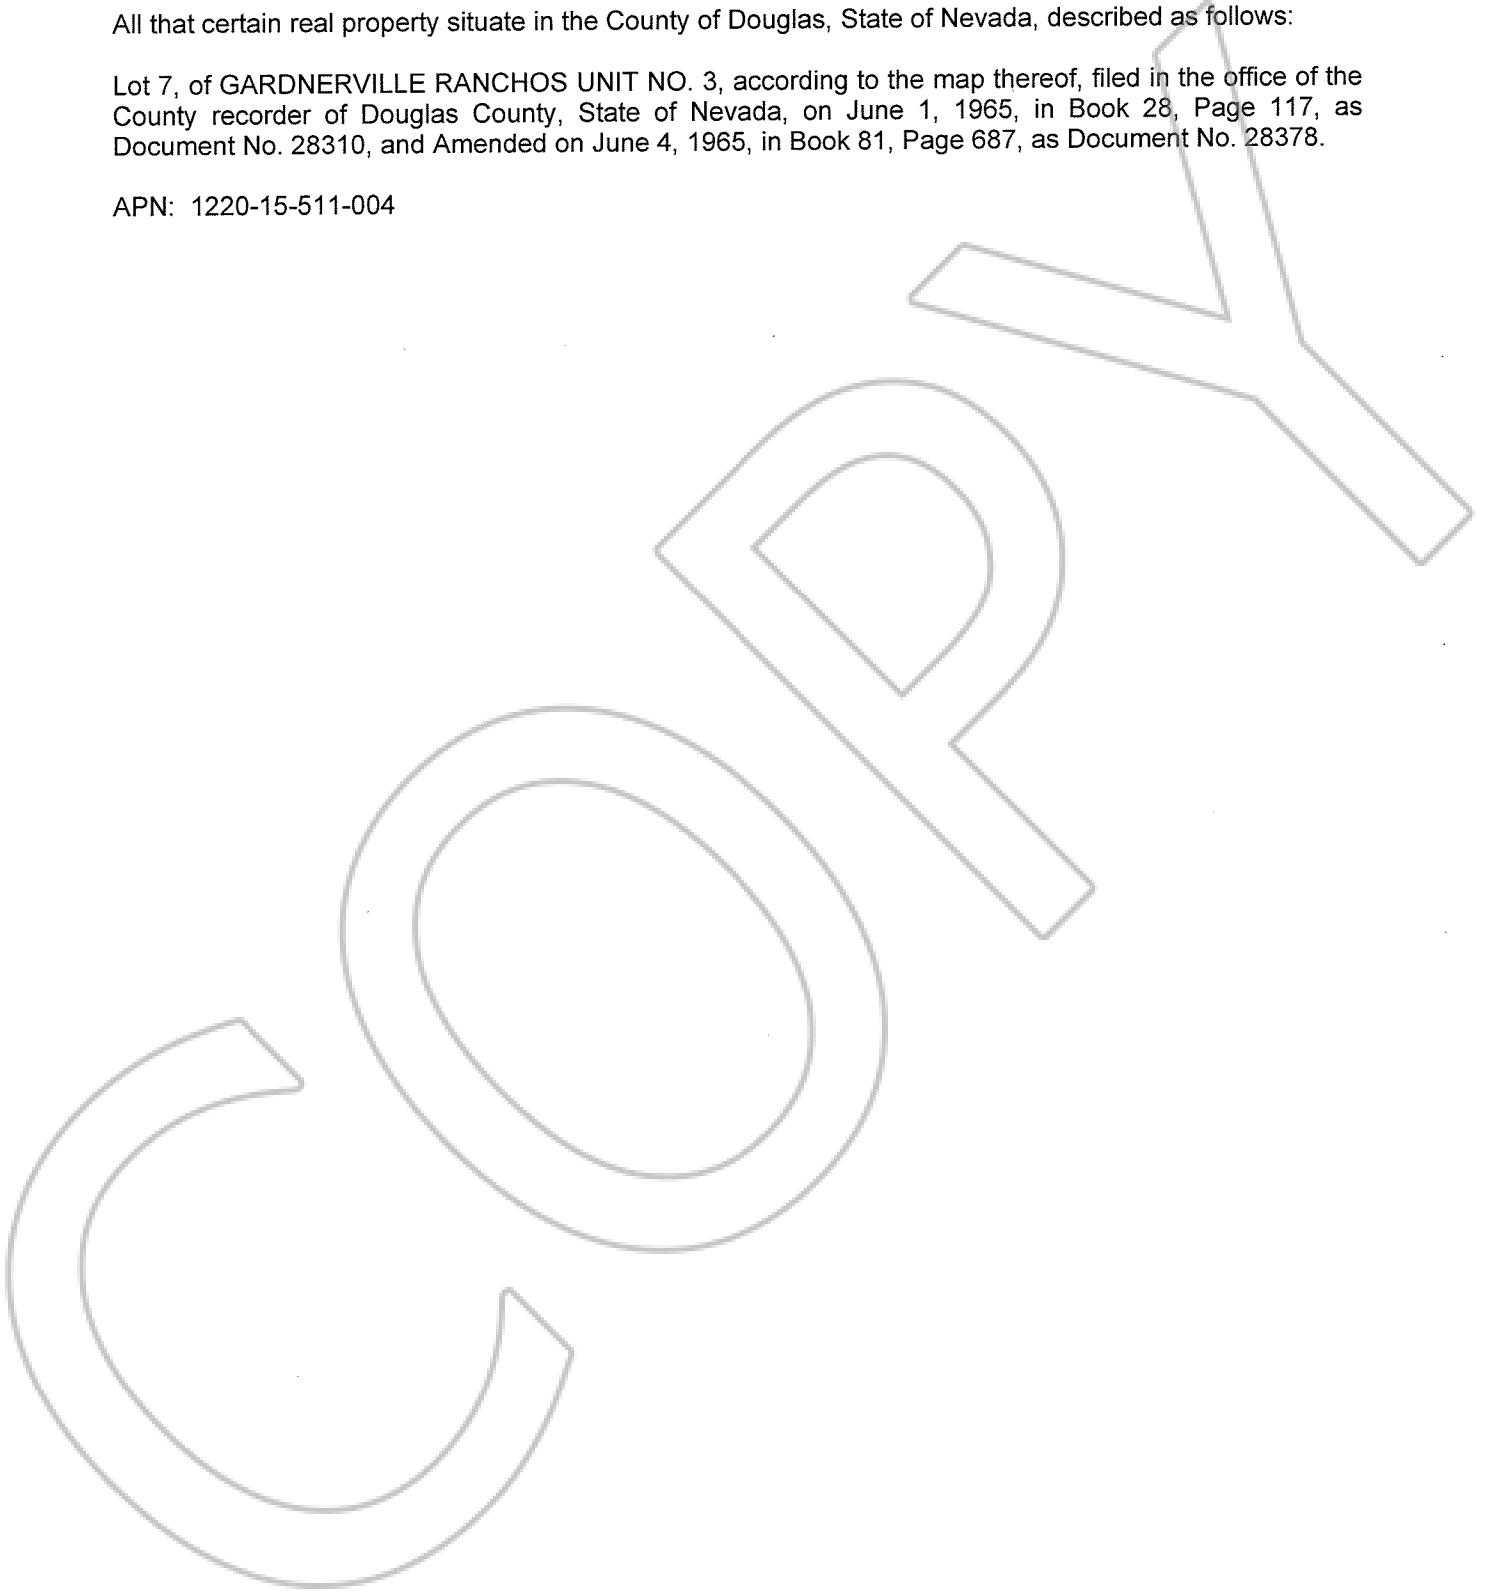 All that certain real property situate in the County of Douglas, State of Nevada, described as follows:
Lot 7, of GARDNERVILLE RANCHOS UNIT NO. 3, according to the map thereof, filed in the office of the
County recorder of Douglas County, State of Nevada, on June 1, 1965, in Book 28, Page 117, as
Document No. 28310, and Amended on June 4, 1965, in Book 81, Page 687, as Document No. 28378.
APN: 1220-15-511-004
COPY